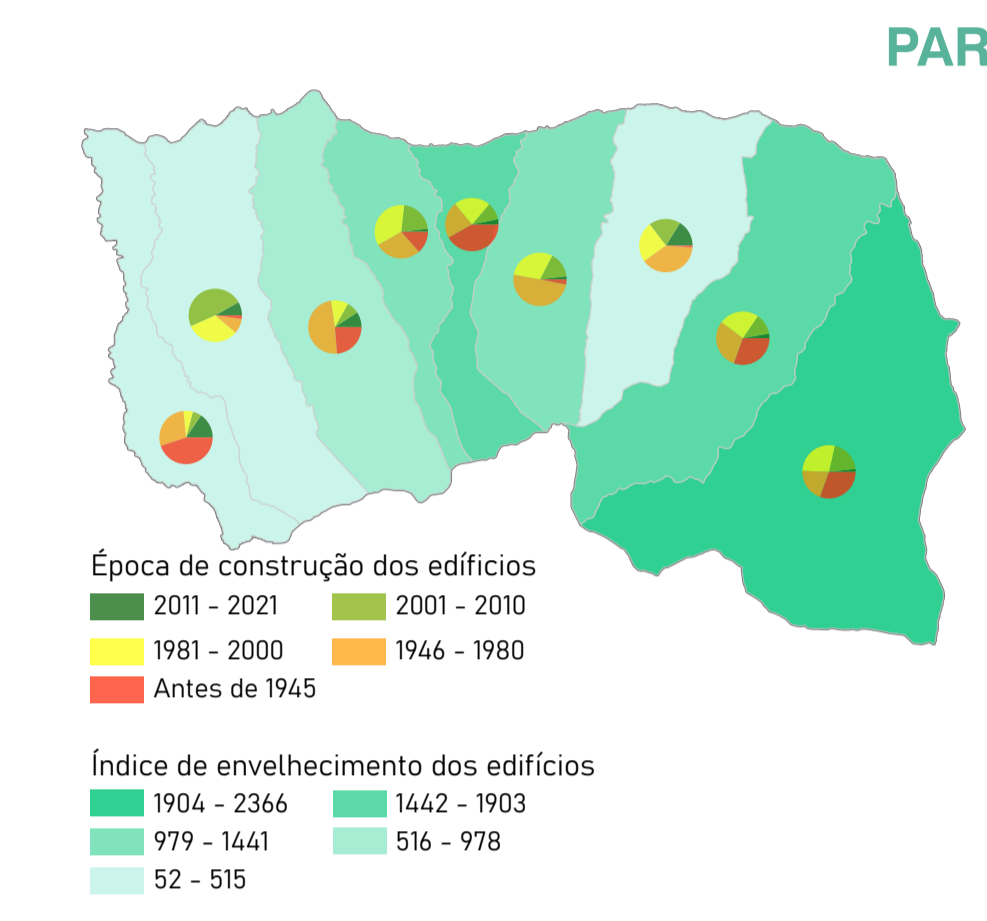 PAR
Época de construção dos edíficios
2011 - 2021
2001 - 2010
1981 - 2000
1946 - 1980
Antes de 1945
Índice de envelhecimento dos edifícios
1904 - 2366
1442 - 1903
979 - 1441
516 - 978
52 - 515